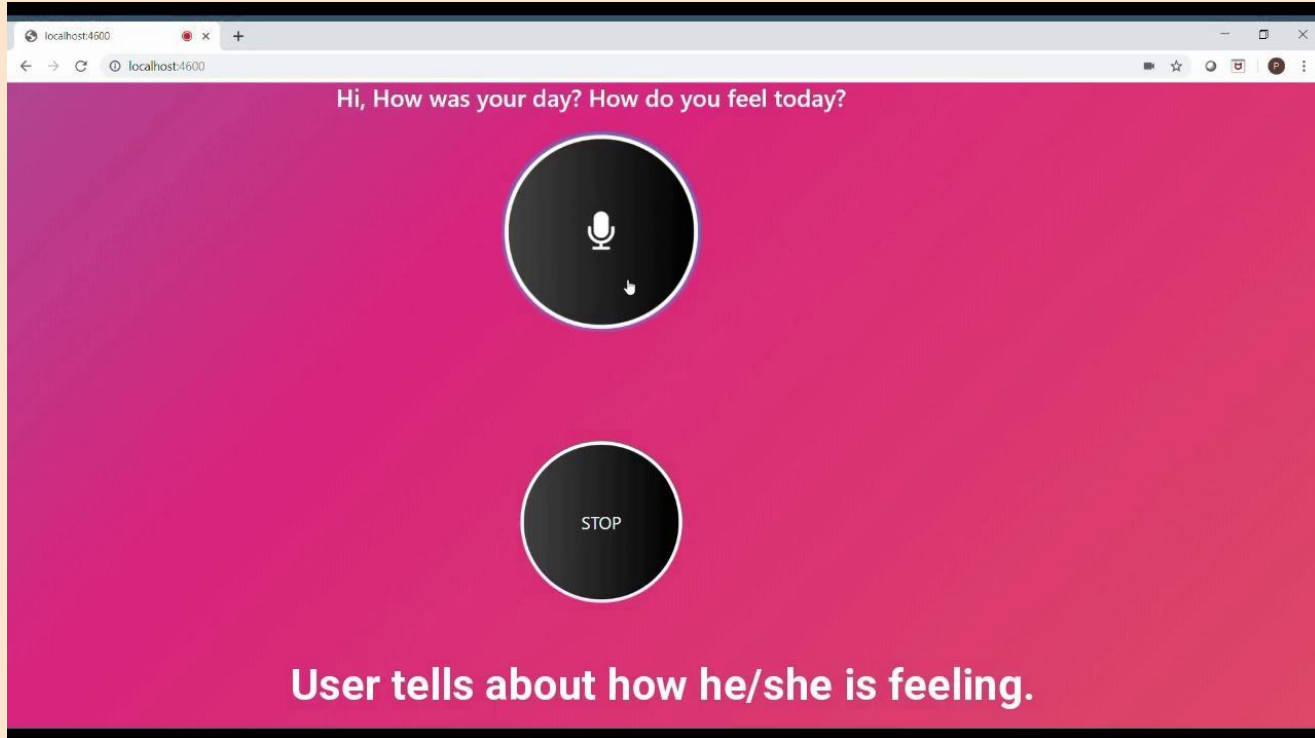 localhost:4600
localhost:4600
P
Hi, How was your day? How do you feel today?
STOP
User tells about how he/she is feeling.